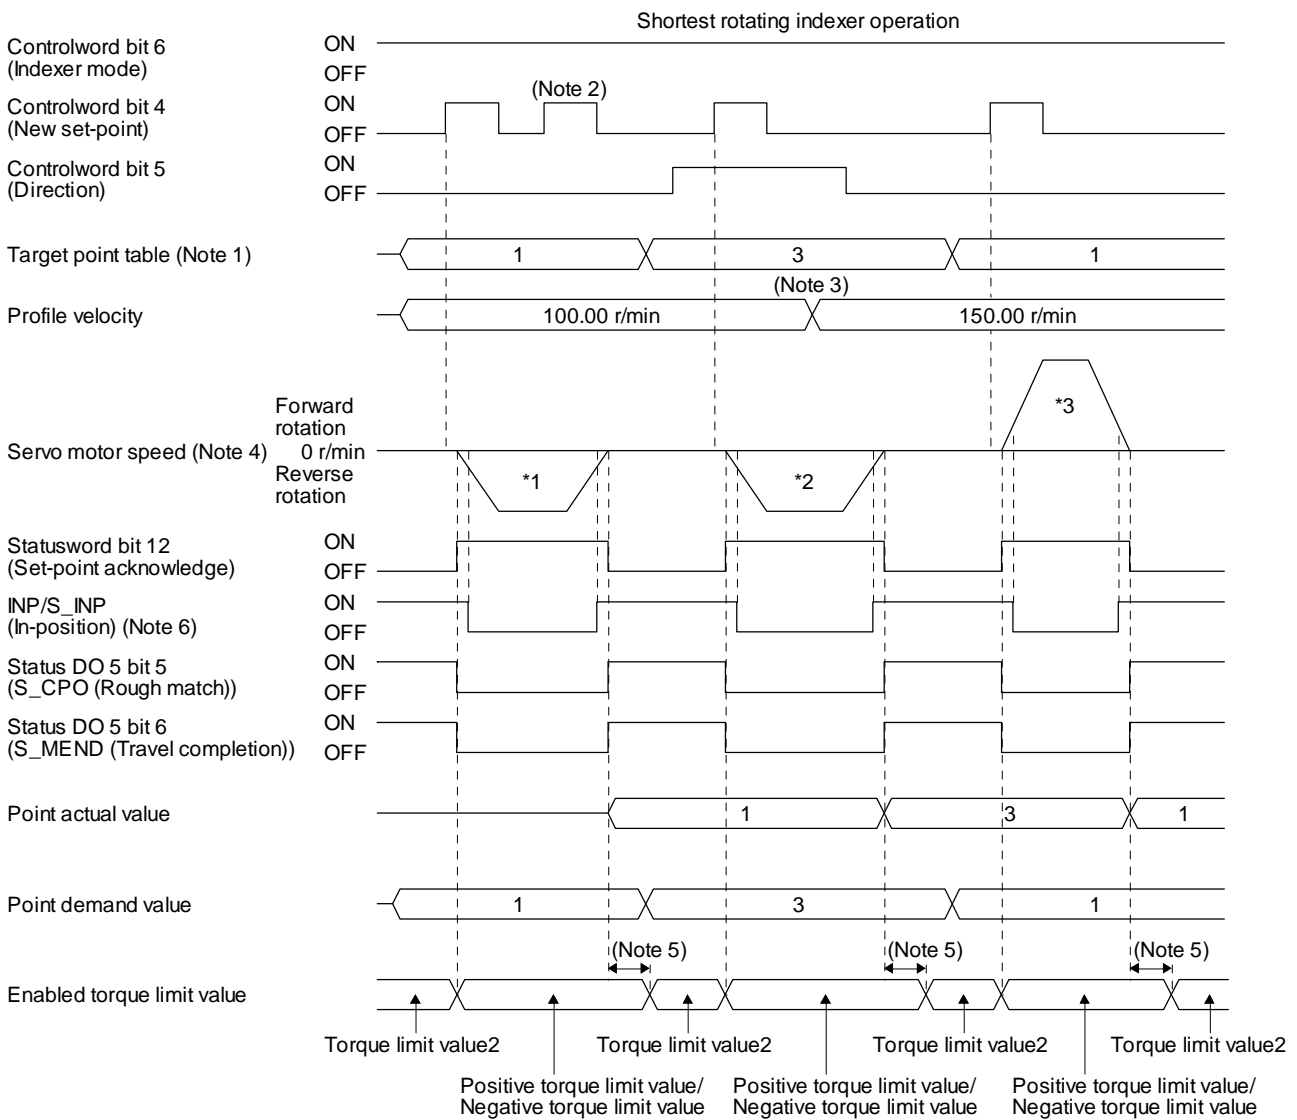 Shortest rotating indexer operation
Controlword bit 6
(Indexer mode)
ON
OFF
Controlword bit 4
(New set-point)
ON
OFF
(Note 2)
Controlword bit 5
(Direction)
ON
OFF
Target point table (Note 1)
1
3
1
Profile velocity
100.00 r/min
(Note 3)
150.00 r/min
Servo motor speed (Note 4)
Forward
rotation
0 r/min
Reverse
rotation
*1
*2
*3
Statusword bit 12
(Set-point acknowledge)
ON
OFF
INP/S_INP
(In-position) (Note 6)
ON
OFF
Status DO 5 bit 5
(S_CPO (Rough match))
ON
OFF
Status DO 5 bit 6
(S_MEND (Travel completion))
ON
OFF
Point actual value
1
3
1
Point demand value
1
3
1
Enabled torque limit value
(Note 5)
(Note 5)
(Note 5)
Torque limit value2
Torque limit value2
Torque limit value2
Torque limit value2
Positive torque limit value/
Negative torque limit value
Positive torque limit value/
Negative torque limit value
Positive torque limit value/
Negative torque limit value